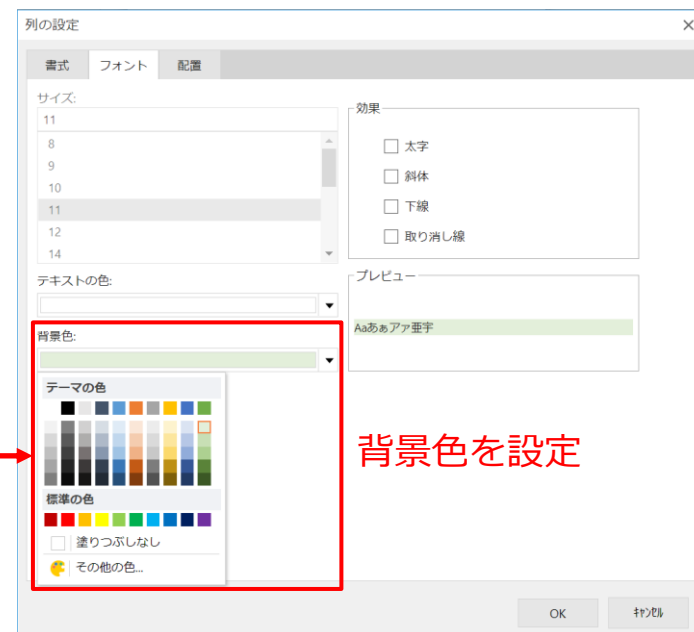 列の設定
書式 フォント 配置
サイズ:
11
8
9
10
11
12
14
効果
太字
斜体
下線
取り消し線
テキストの色:
プレビュー
Aaあぁアァ亜宇
背景色:
テーマの色
標準の色
塗りつぶしなし
その他の色...
背景色を設定
OK ｷｬﾝｾﾙ